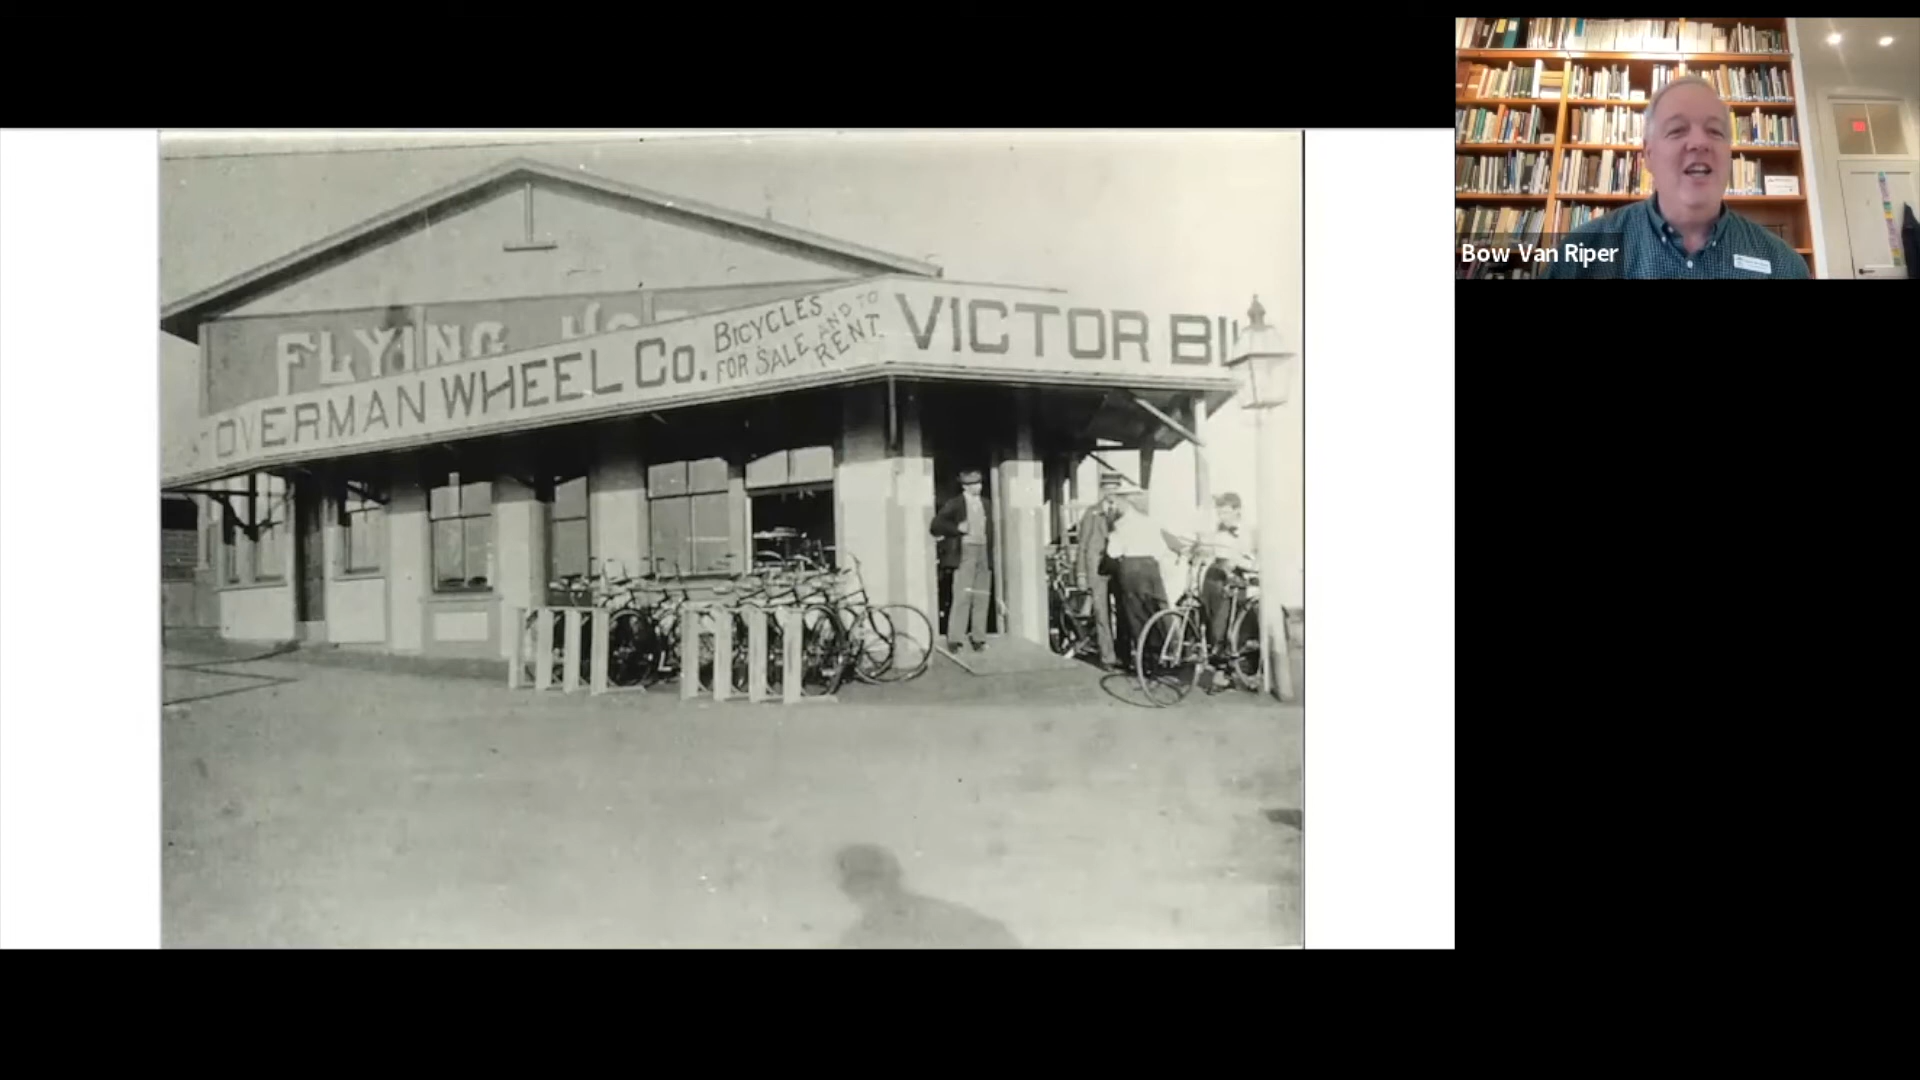 FLYING
OVERMAN WHEEL Co.
BICYCLES
FOR SALE AND TO
RENT
VICTOR
Bow Van Riper